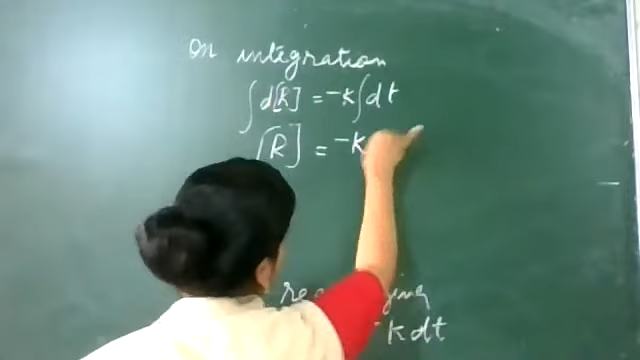 On integration
∫d[R] = -k∫dt
[R] = -k
kdt